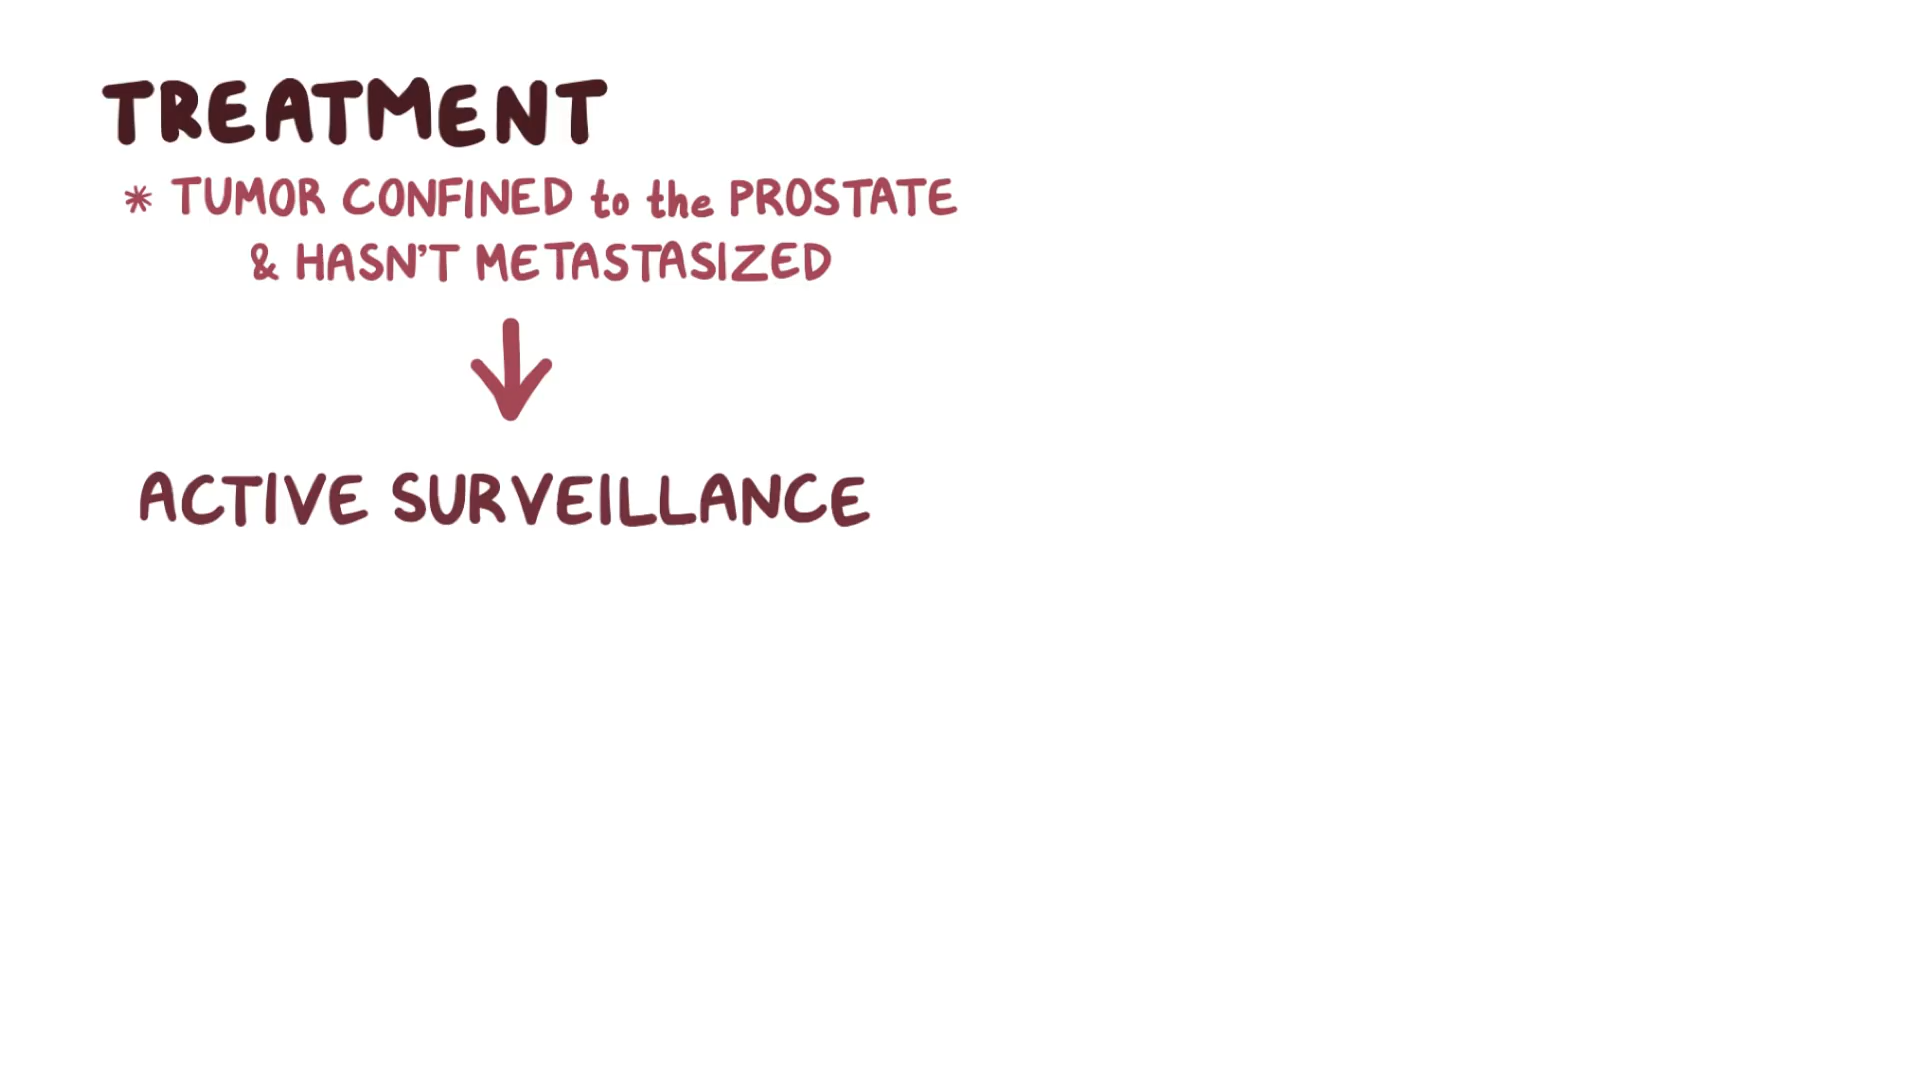 TREATMENT
* TUMOR CONFINED to the PROSTATE
& HASN'T METASTASIZED
ACTIVE SURVEILLANCE